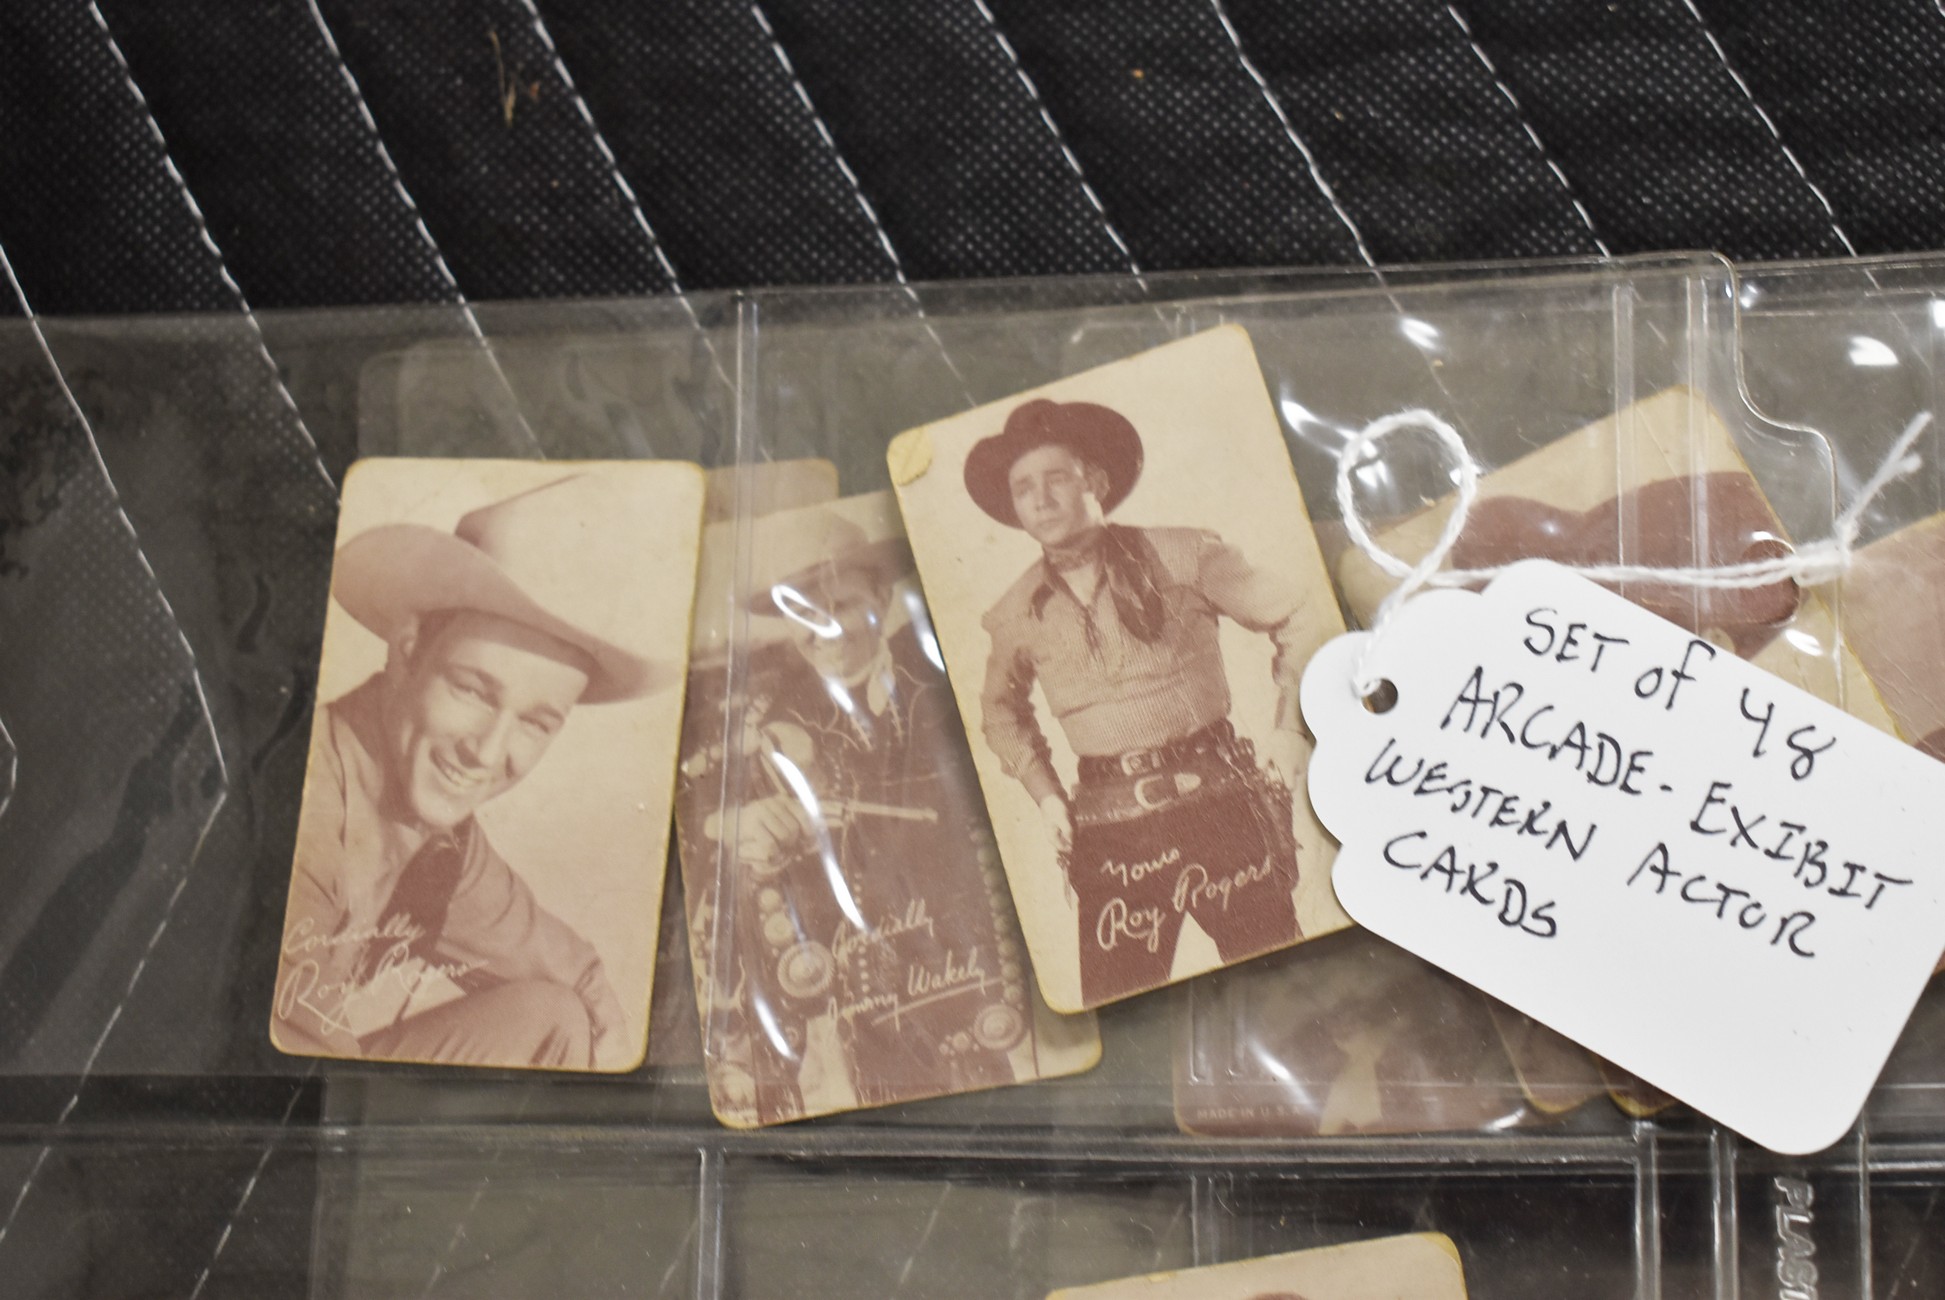 Cordially
Roy Rogers
Cordially
Jimmy Wakely
Yours
Roy Rogers
MADE IN U.S.A.
SET of 48
ARCADE - EXIBIT
WESTERN ACTOR
CARDS
PLAST